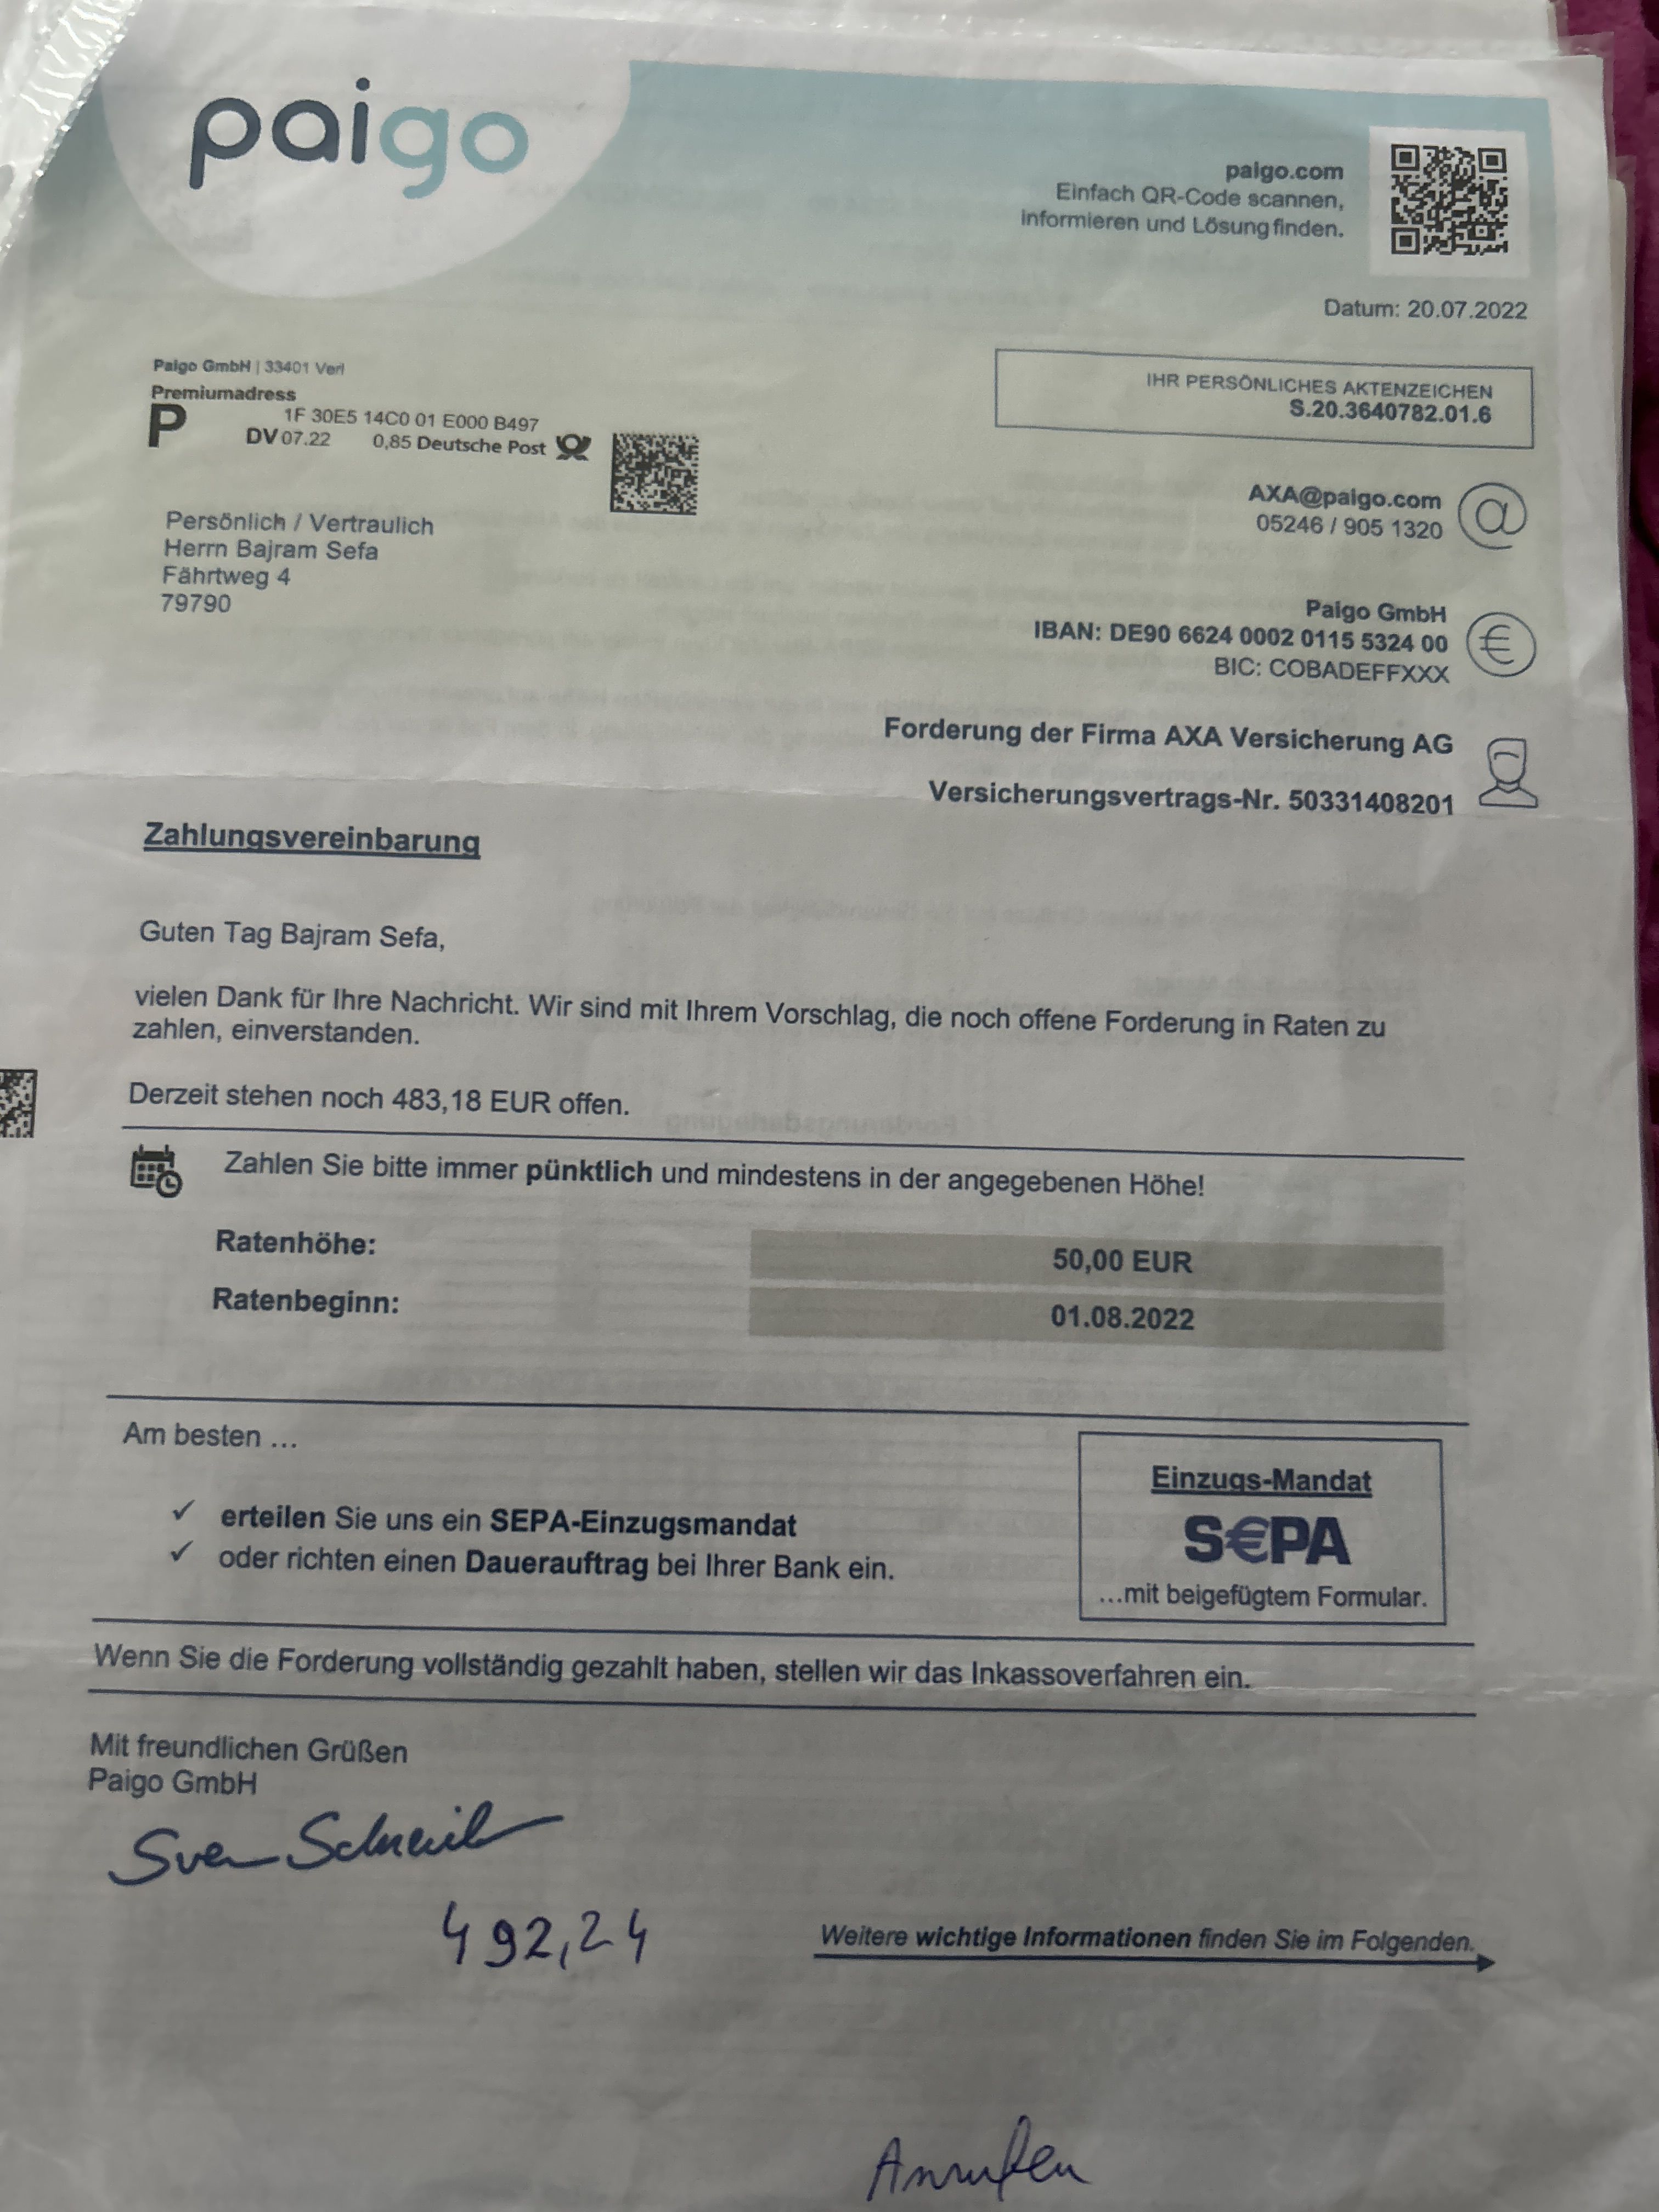 paigo
paigo.com
Einfach QR-Code scannen,
informieren und Lösung finden.
Datum: 20.07.2022
Paigo GmbH | 33401 Verl
Premiumadress
P
1F 30E5 14C0 01 E000 B497
DV 07.22 0,85 Deutsche Post
IHR PERSÖNLICHES AKTENZEICHEN
S.20.3640782.01.6
Persönlich / Vertraulich
Herrn Bajram Sefa
Fährtweg 4
79790
AXA@paigo.com
05246 / 905 1320
@
Paigo GmbH
IBAN: DE90 6624 0002 0115 5324 00
BIC: COBADEFFXXX
€
Forderung der Firma AXA Versicherung AG
Versicherungsvertrags-Nr. 50331408201
Zahlungsvereinbarung
Guten Tag Bajram Sefa,
vielen Dank für Ihre Nachricht. Wir sind mit Ihrem Vorschlag, die noch offene Forderung in Raten zu
zahlen, einverstanden.
Derzeit stehen noch 483,18 EUR offen.
Zahlen Sie bitte immer pünktlich und mindestens in der angegebenen Höhe!
Ratenhöhe: 50,00 EUR
Ratenbeginn: 01.08.2022
Am besten ...
✓ erteilen Sie uns ein SEPA-Einzugsmandat
✓ oder richten einen Dauerauftrag bei Ihrer Bank ein.
Einzugs-Mandat
S€PA
...mit beigefügtem Formular.
Wenn Sie die Forderung vollständig gezahlt haben, stellen wir das Inkassoverfahren ein.
Mit freundlichen Grüßen
Paigo GmbH
Sven
492,24
Weitere wichtige Informationen finden Sie im Folgenden.
Anrufen